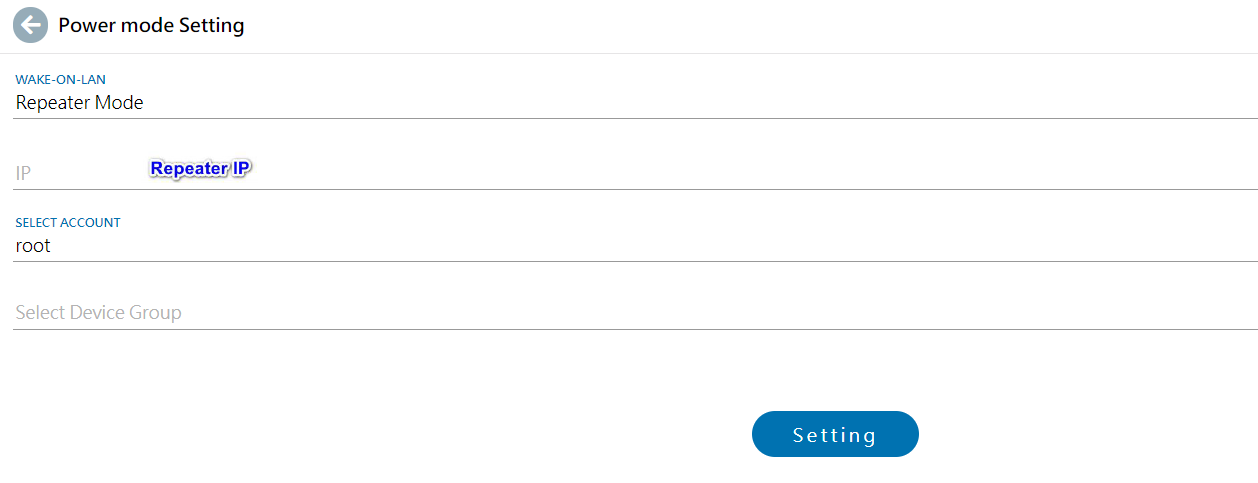 Power mode Setting
WAKE-ON-LAN
Repeater Mode
IP Repeater IP
SELECT ACCOUNT
root
Select Device Group
Setting